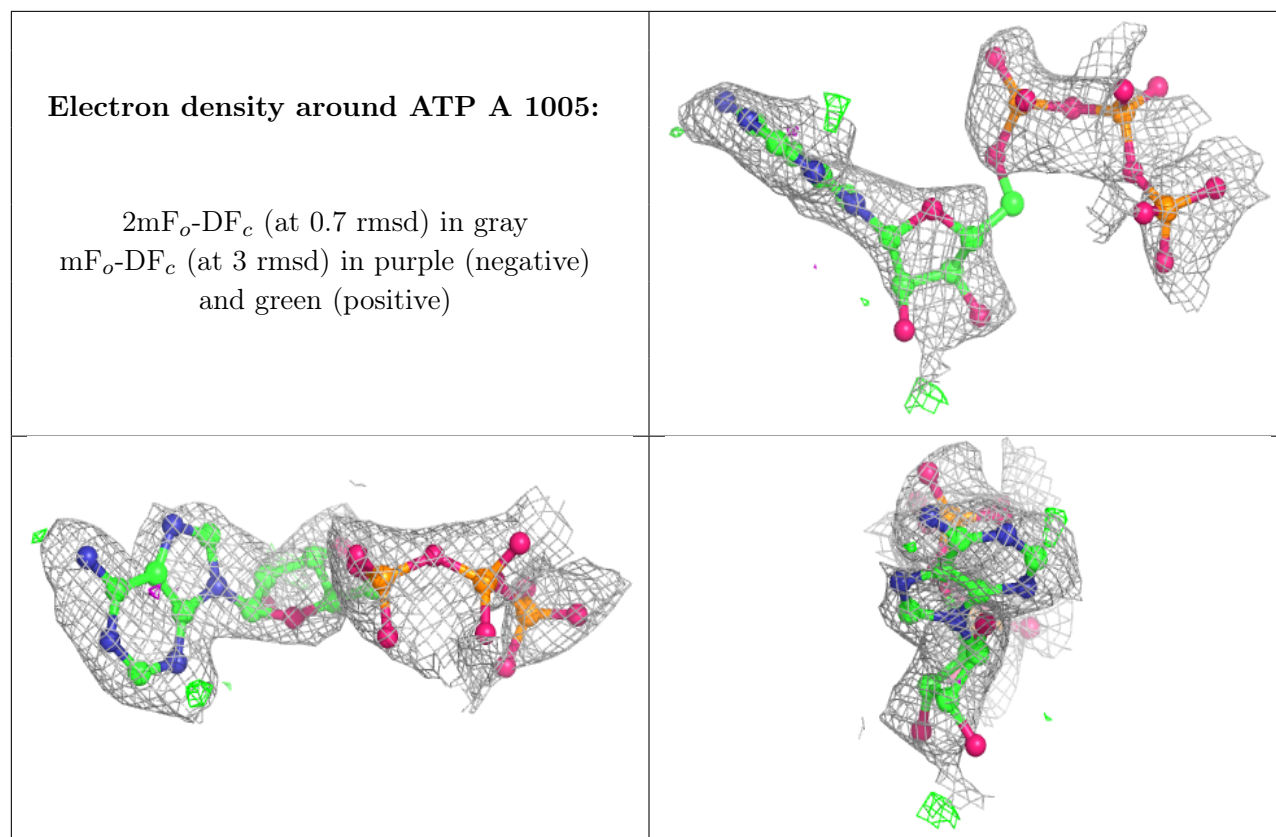 Electron density around ATP A 1005:
2mFo-DFc (at 0.7 rmsd) in gray
mFo-DFc (at 3 rmsd) in purple (negative)
and green (positive)